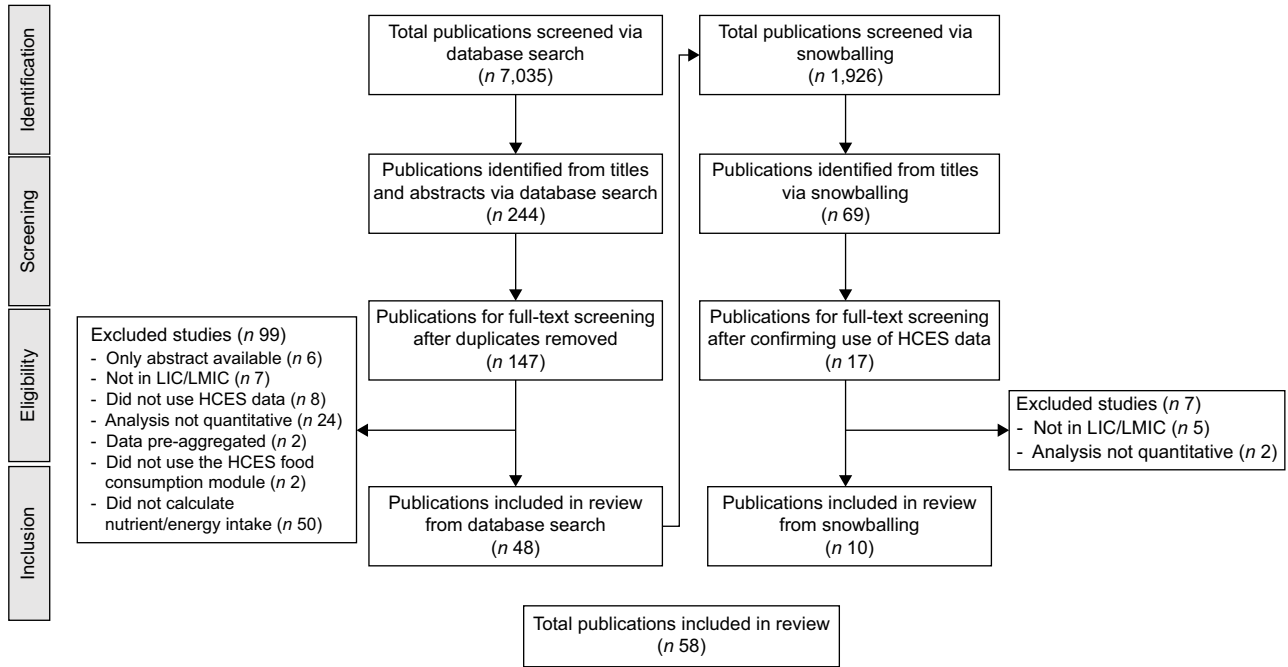 Identification
Screening
Eligibility
Inclusion
Total publications screened via
database search
(n 7,035)
Publications identified from titles
and abstracts via database search
(n 244)
Publications for full-text screening
after duplicates removed
(n 147)
Excluded studies (n 99)
- Only abstract available (n 6)
- Not in LIC/LMIC (n 7)
- Did not use HCES data (n 8)
- Analysis not quantitative (n 24)
- Data pre-aggregated (n 2)
- Did not use the HCES food
consumption module (n 2)
- Did not calculate
nutrient/energy intake (n 50)
Publications included in review
from database search
(n 48)
Total publications screened via
snowballing
(n 1,926)
Publications identified from titles
via snowballing
(n 69)
Publications for full-text screening
after confirming use of HCES data
(n 17)
Excluded studies (n 7)
- Not in LIC/LMIC (n 5)
- Analysis not quantitative (n 2)
Publications included in review
from snowballing
(n 10)
Total publications included in review
(n 58)